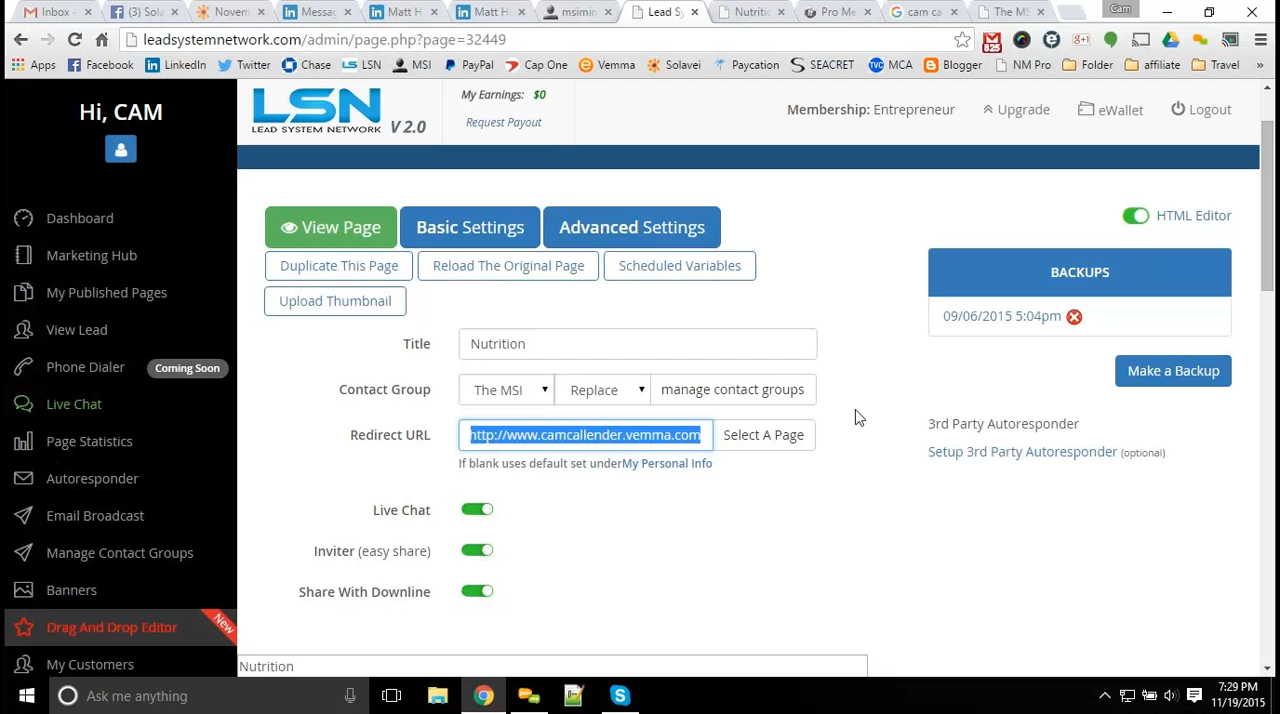 Inbox -
(3) Sola
Novem
Messag
Matt H
Matt H
msimin
Lead Sy
Nutriti
Pro Me
cam ca
The MS
Cam
leadsystemnetwork.com/admin/page.php?page=32449
825
Apps
Facebook
LinkedIn
Twitter
Chase
LSN
MSI
PayPal
Cap One
Vemma
Solavei
Paycation
SEACRET
TVC MCA
Blogger
NM Pro
Folder
affiliate
Travel
»
Hi, CAM
LSN
LEAD SYSTEM NETWORK
V 2.0
My Earnings: $0
Request Payout
Membership: Entrepreneur
Upgrade
eWallet
Logout
Dashboard
Marketing Hub
My Published Pages
View Lead
Phone Dialer Coming Soon
Live Chat
Page Statistics
Autoresponder
Email Broadcast
Manage Contact Groups
Banners
Drag And Drop Editor New
My Customers
View Page
Basic Settings
Advanced Settings
HTML Editor
Duplicate This Page
Reload The Original Page
Scheduled Variables
Upload Thumbnail
BACKUPS
09/06/2015 5:04pm
Make a Backup
Title Nutrition
Contact Group The MSI Replace manage contact groups
Redirect URL http://www.camcallender.vemma.com Select A Page
If blank uses default set underMy Personal Info
3rd Party Autoresponder
Setup 3rd Party Autoresponder (optional)
Live Chat
Inviter (easy share)
Share With Downline
Nutrition
Ask me anything
7:29 PM
11/19/2015